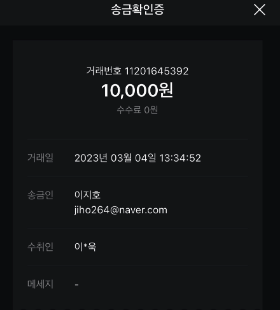 송금확인증
거래번호 11201645392
10,000원
수수료 0원
거래일 2023년 03월 04일 13:34:52
송금인 이지호
jiho264@naver.com
수취인 이*욱
메세지 -